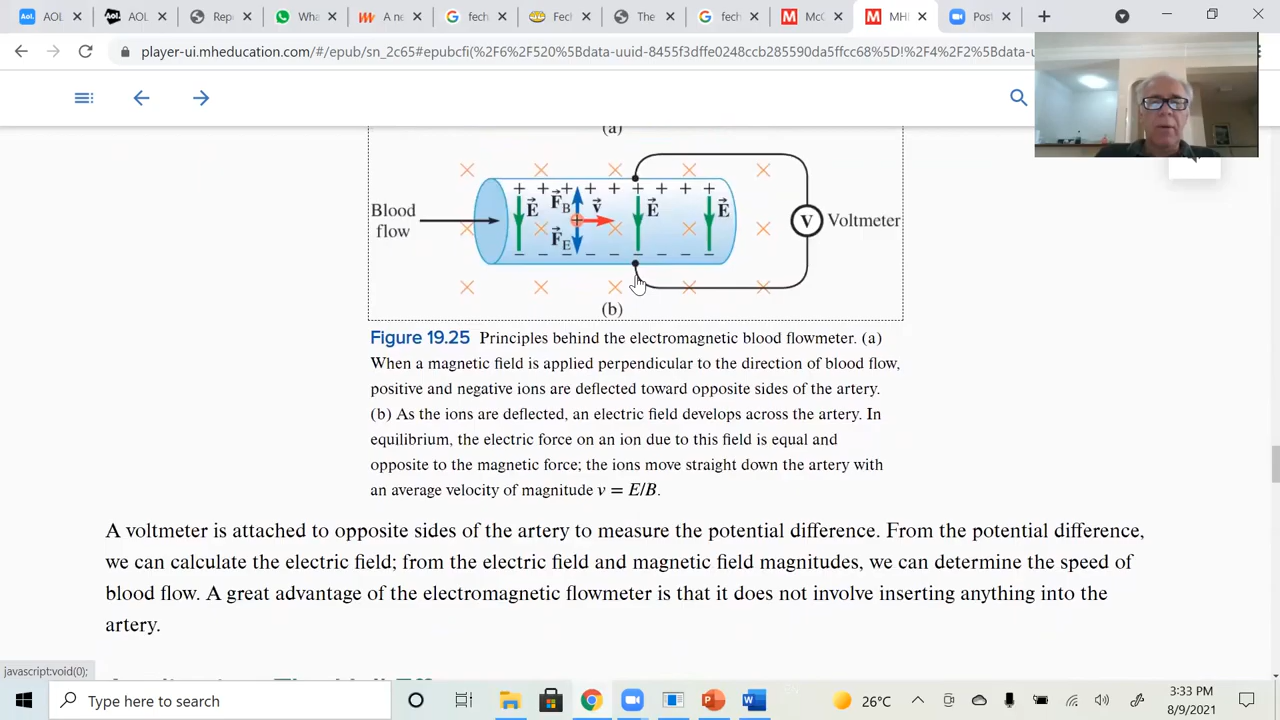 Aol. AOL
Aol. AOL
Rep
Wha
A ne
fech
Fecl
The
fech
M McG
M MH
Post
player-ui.mheducation.com/#/epub/sn_2c65#epubcfi(%2F6%2F520%5Bdata-uuid-8455f3dffe0248ccb285590da5ffcc68%5D!%2F4%2F2%5Bdata-u
(a)
Blood
flow
+ + + + + + + + +
E
F B
v
E
E
F E
V
Voltmeter
(b)
Figure 19.25 Principles behind the electromagnetic blood flowmeter. (a)
When a magnetic field is applied perpendicular to the direction of blood flow,
positive and negative ions are deflected toward opposite sides of the artery.
(b) As the ions are deflected, an electric field develops across the artery. In
equilibrium, the electric force on an ion due to this field is equal and
opposite to the magnetic force; the ions move straight down the artery with
an average velocity of magnitude v = E/B.
A voltmeter is attached to opposite sides of the artery to measure the potential difference. From the potential difference,
we can calculate the electric field; from the electric field and magnetic field magnitudes, we can determine the speed of
blood flow. A great advantage of the electromagnetic flowmeter is that it does not involve inserting anything into the
artery.
javascript:void(0);
Type here to search
26°C
3:33 PM
8/9/2021